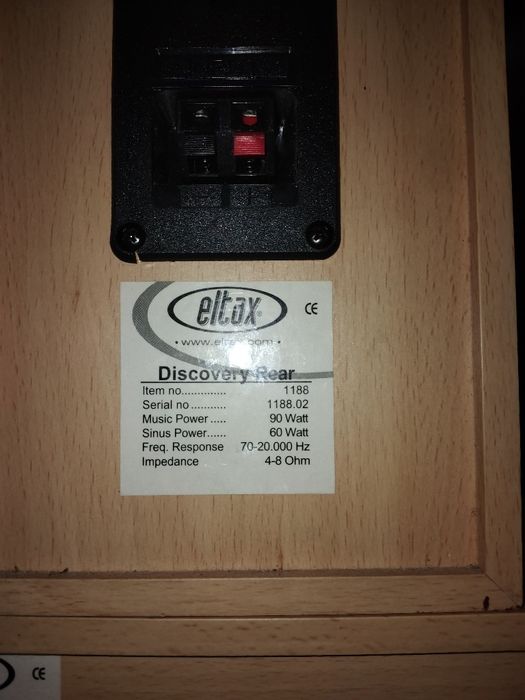 eltax®
CE
• www.eltax.com •
Discovery Rear
Item no.............. 1188
Serial no ........... 1188.02
Music Power ..... 90 Watt
Sinus Power...... 60 Watt
Freq. Response 70-20.000 Hz
Impedance 4-8 Ohm
CE